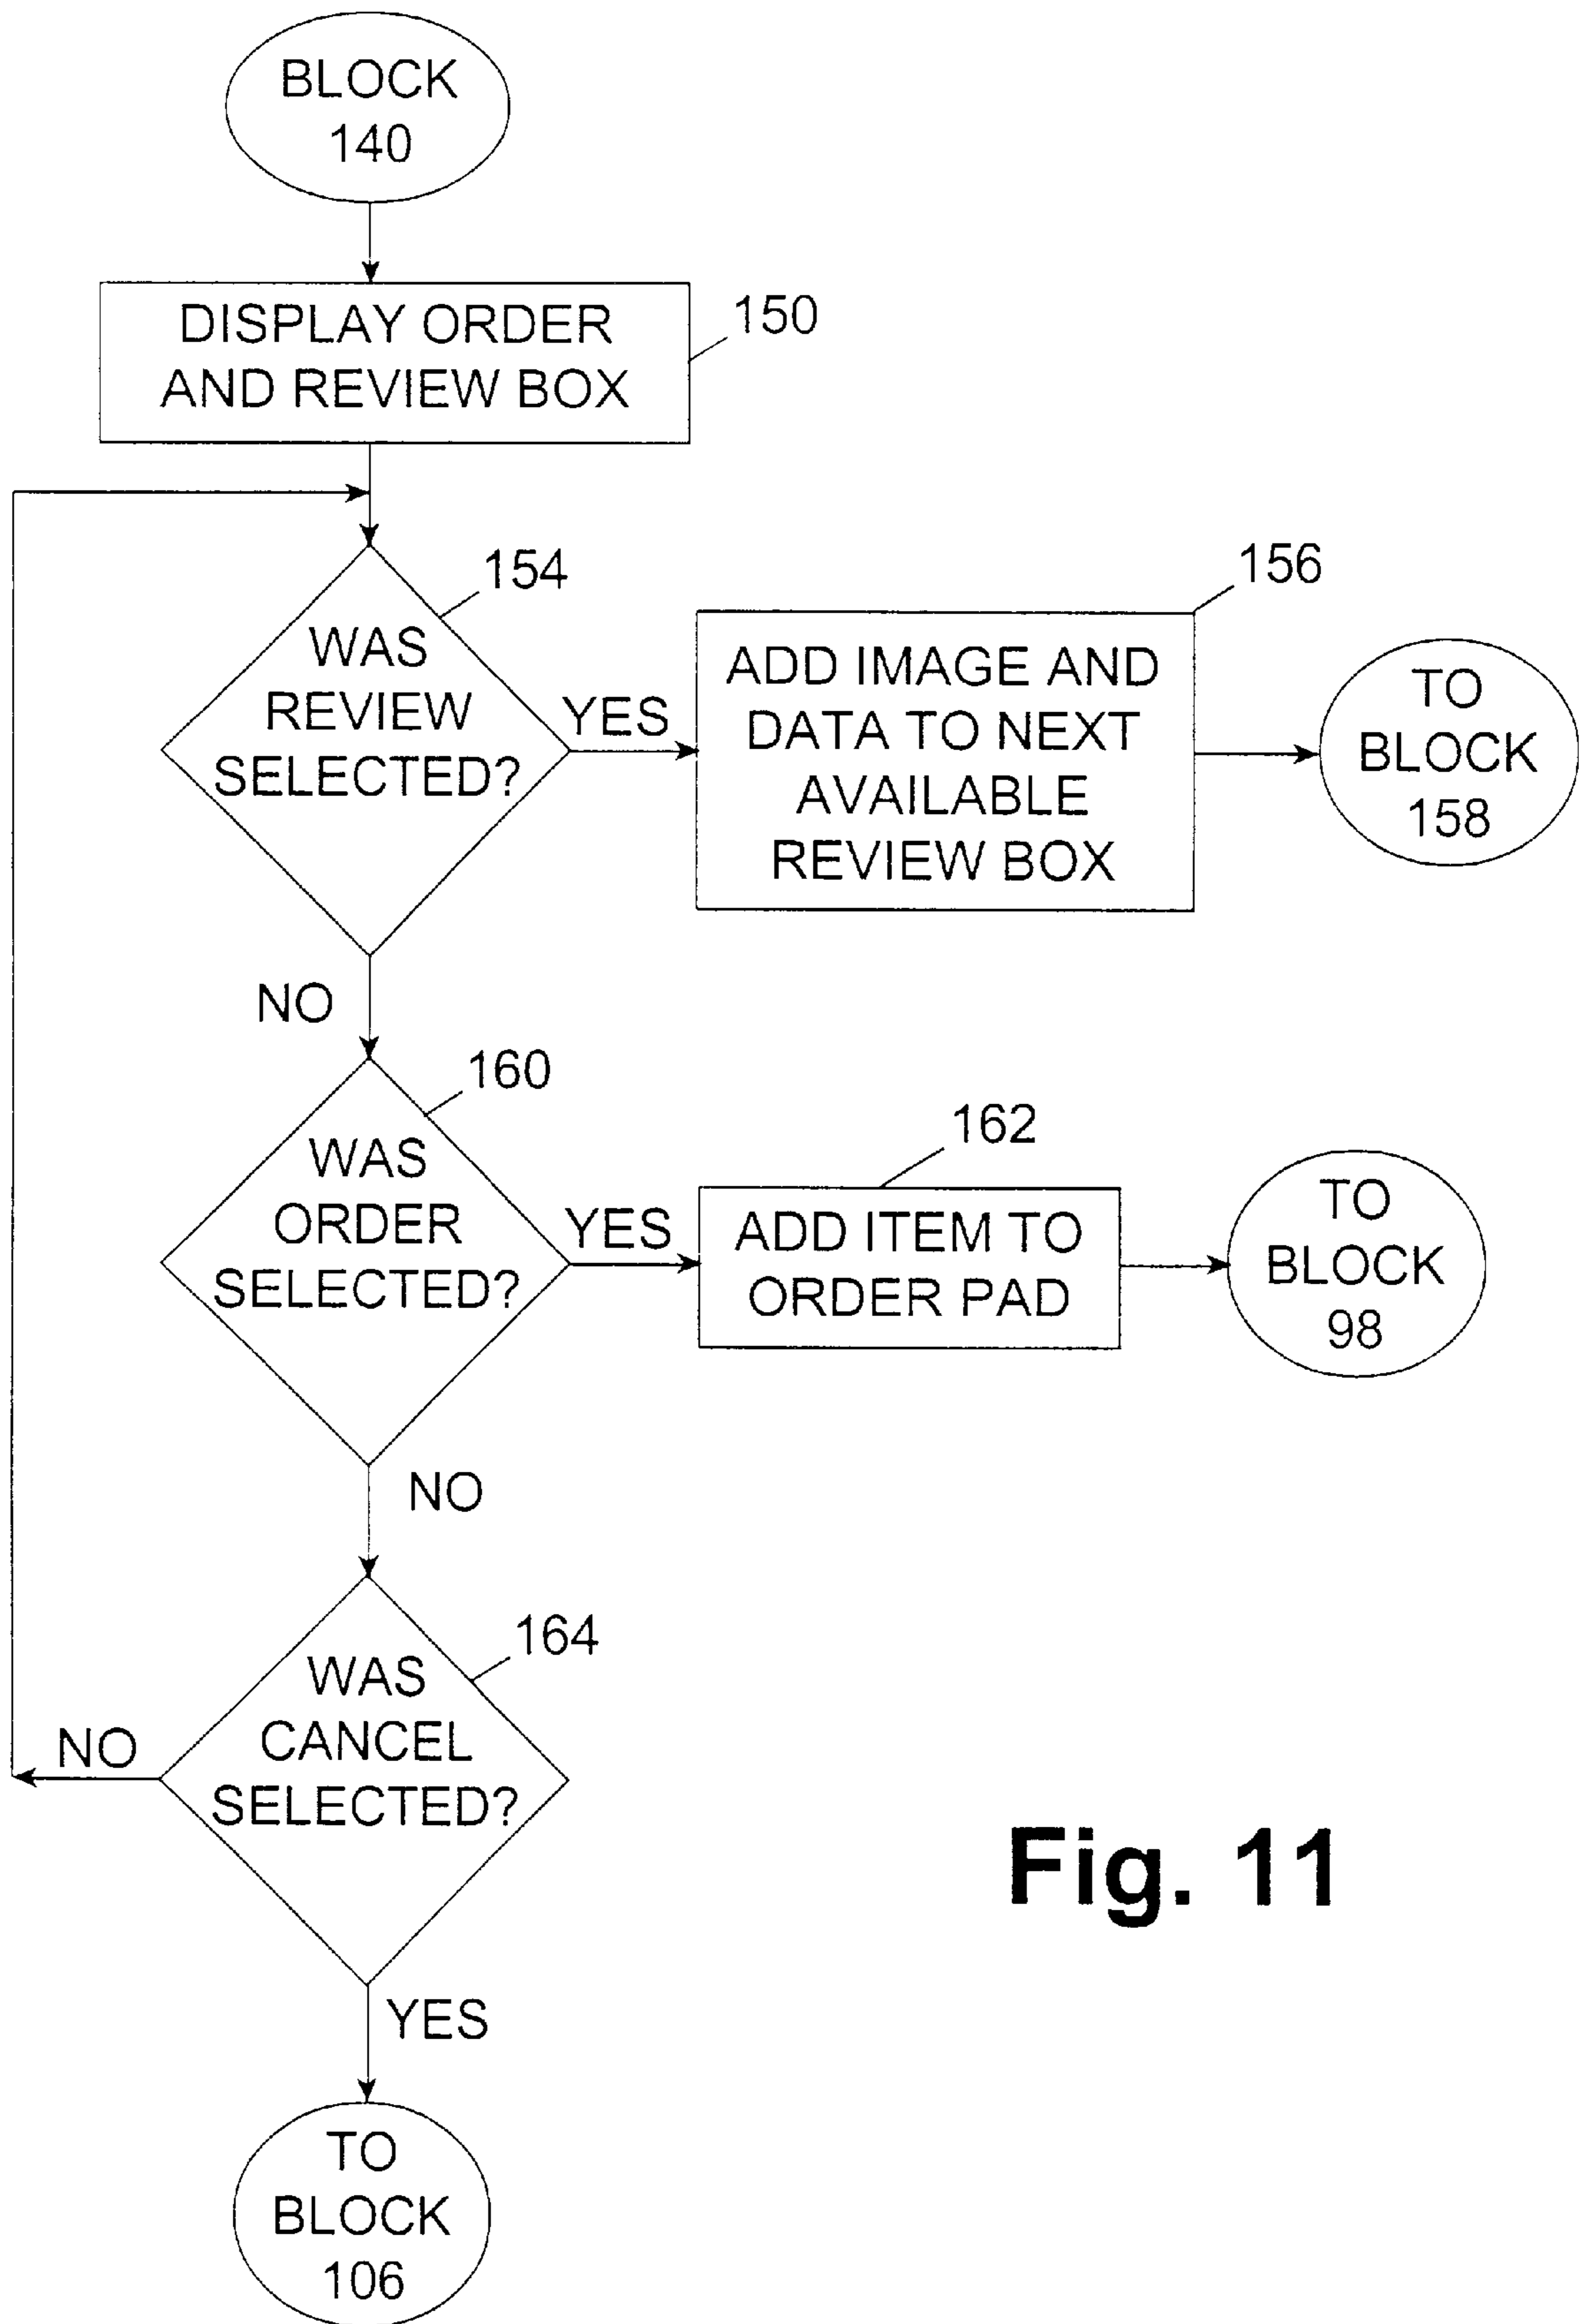 BLOCK
140
DISPLAY ORDER
AND REVIEW BOX
150
154
WAS
REVIEW
SELECTED?
YES
156
ADD IMAGE AND
DATA TO NEXT
AVAILABLE
REVIEW BOX
TO
BLOCK
158
NO
160
WAS
ORDER
SELECTED?
YES
162
ADD ITEM TO
ORDER PAD
TO
BLOCK
98
NO
164
WAS
CANCEL
SELECTED?
NO
YES
TO
BLOCK
106
Fig. 11